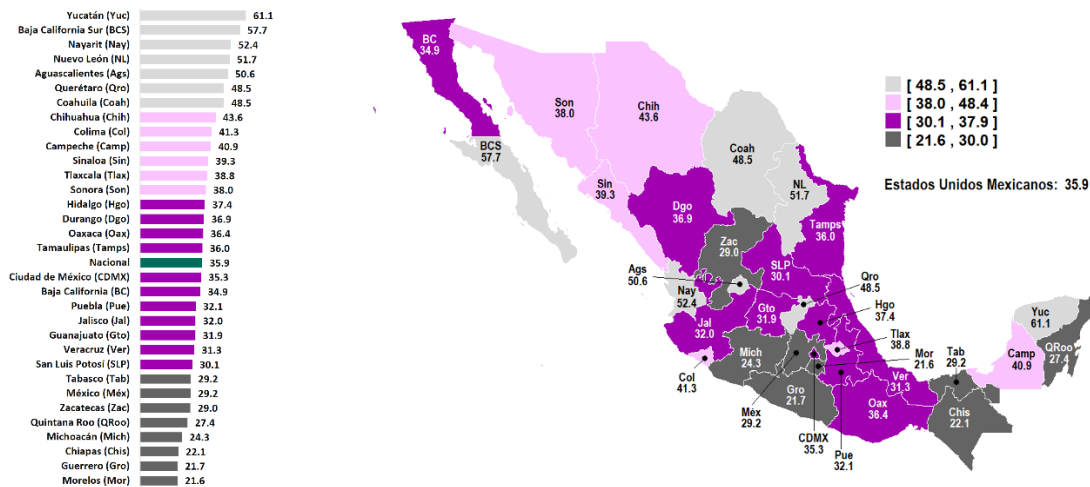 Yucatán (Yuc) 61.1
Baja California Sur (BCS) 57.7
Nayarit (Nay) 52.4
Nuevo León (NL) 51.7
Aguascalientes (Ags) 50.6
Querétaro (Qro) 48.5
Coahuila (Coah) 48.5
Chihuahua (Chih) 43.6
Colima (Col) 41.3
Campeche (Camp) 40.9
Sinaloa (Sin) 39.3
Tlaxcala (Tlax) 38.8
Sonora (Son) 38.0
Hidalgo (Hgo) 37.4
Durango (Dgo) 36.9
Oaxaca (Oax) 36.4
Tamaulipas (Tamps) 36.0
Nacional 35.9
Ciudad de México (CDMX) 35.3
Baja California (BC) 34.9
Puebla (Pue) 32.1
Jalisco (Jal) 32.0
Guanajuato (Gto) 31.9
Veracruz (Ver) 31.3
San Luis Potosí (SLP) 30.1
Tabasco (Tab) 29.2
México (Méx) 29.2
Zacatecas (Zac) 29.0
Quintana Roo (QRoo) 27.4
Michoacán (Mich) 24.3
Chiapas (Chis) 22.1
Guerrero (Gro) 21.7
Morelos (Mor) 21.6
BC
34.9
Son
38.0
Chih
43.6
BCS
57.7
Coah
48.5
Sin
39.3
NL
51.7
Dgo
36.9
Tamps
36.0
Zac
29.0
SLP
30.1
Ags
50.6
Nay
52.4
Qro
48.5
Gto
31.9
Hgo
37.4
Jal
32.0
Tlax
38.8
Mich
24.3
Mor
21.6
Tab
29.2
Yuc
61.1
QRoo
27.4
Camp
40.9
Col
41.3
Gro
21.7
Ver
31.3
Oax
36.4
Chis
22.1
Méx
29.2
CDMX
35.3
Pue
32.1
[ 48.5 , 61.1 ]
[ 38.0 , 48.4 ]
[ 30.1 , 37.9 ]
[ 21.6 , 30.0 ]
Estados Unidos Mexicanos: 35.9